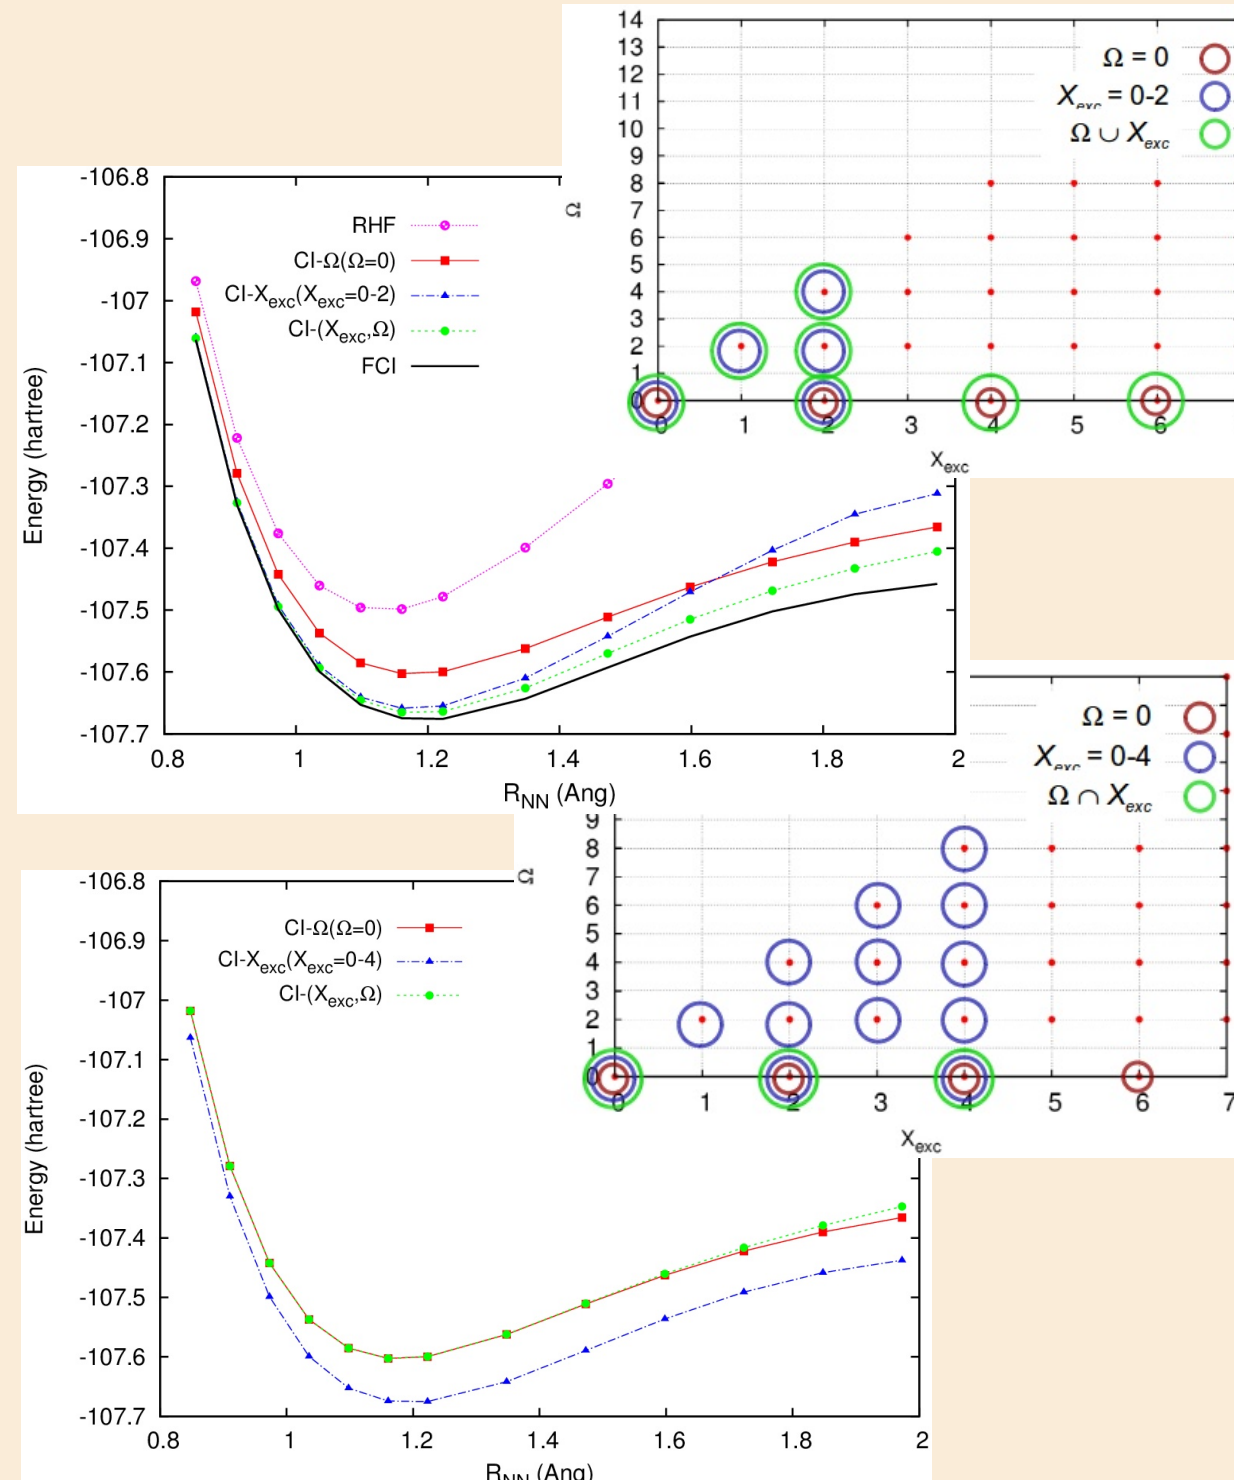 14
13
12
11
10
9
8
7
6
5
4
3
2
1
0
Ω
Ω = 0
X_exc = 0-2
Ω ∪ X_exc
0 1 2 3 4 5 6
X_exc
-106.8
-106.9
-107
-107.1
-107.2
-107.3
-107.4
-107.5
-107.6
-107.7
Energy (hartree)
RHF
CI-Ω(Ω=0)
CI-X_exc(X_exc=0-2)
CI-(X_exc,Ω)
FCI
0.8 1 1.2 1.4 1.6 1.8 2
R_NN (Ang)
Ω = 0
X_exc = 0-4
Ω ∩ X_exc
9
8
7
6
5
4
3
2
1
0
Ω
0 1 2 3 4 5 6 7
X_exc
-106.8
-106.9
-107
-107.1
-107.2
-107.3
-107.4
-107.5
-107.6
-107.7
Energy (hartree)
CI-Ω(Ω=0)
CI-X_exc(X_exc=0-4)
CI-(X_exc,Ω)
0.8 1 1.2 1.4 1.6 1.8 2
R_NN (Ang)